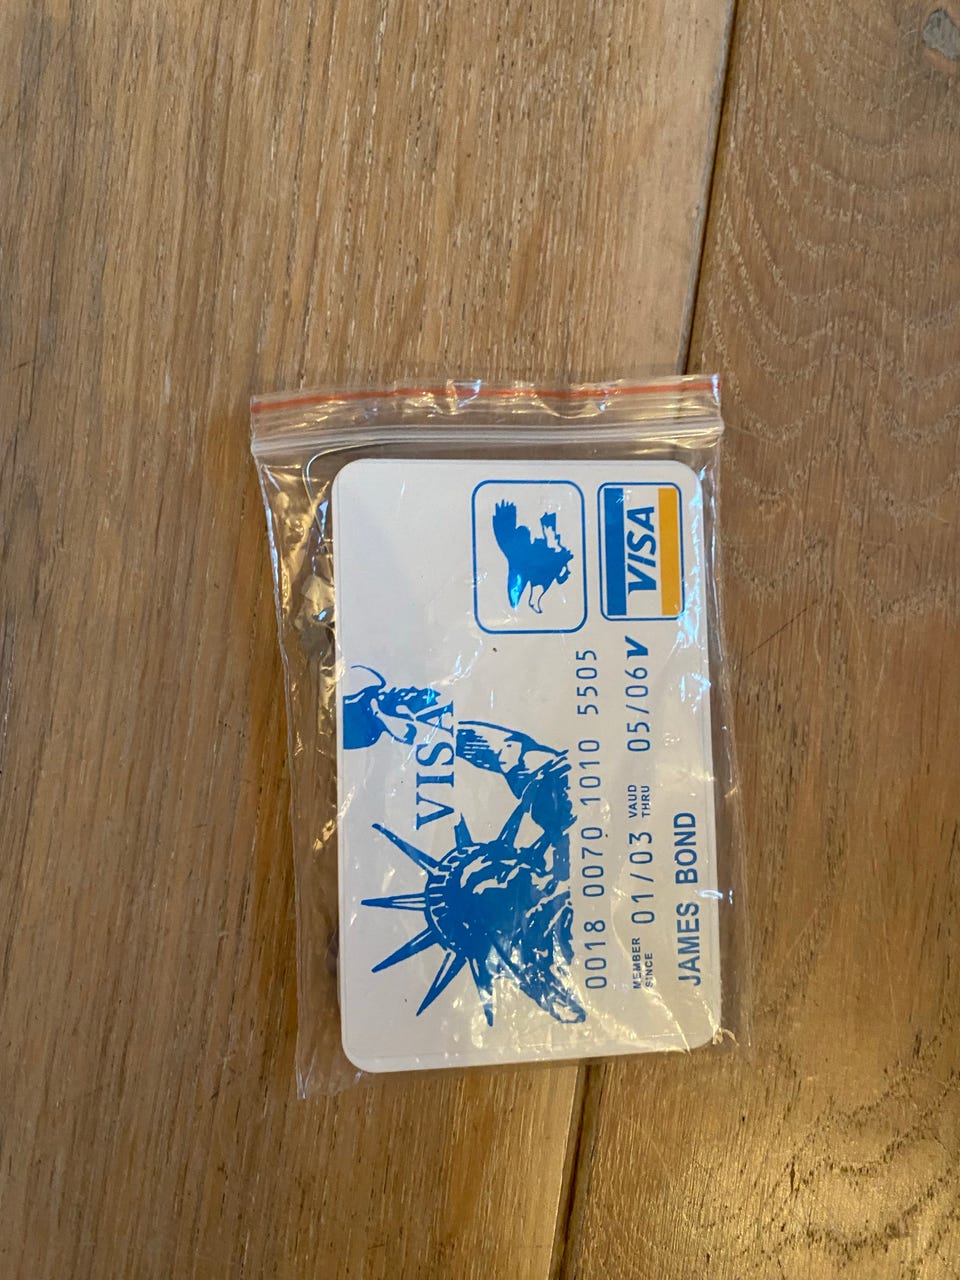 VISA
VISA
0018 0070 1010 5505
MEMBER SINCE 01/03 VAUD THRU 05/06 V
JAMES BOND